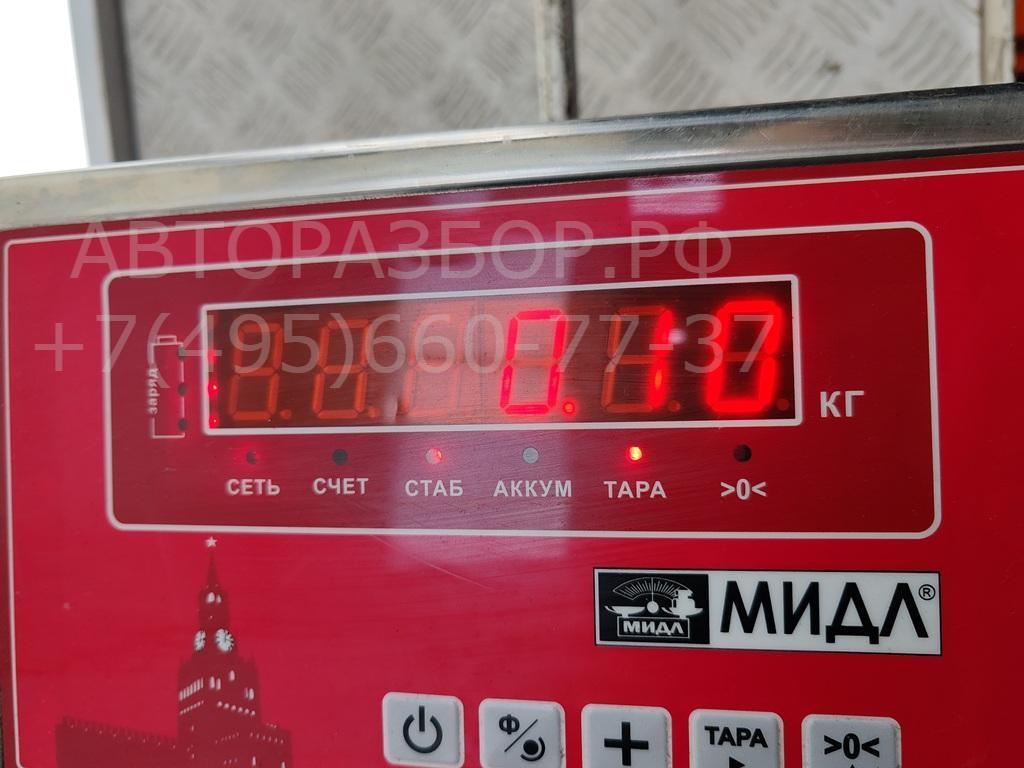 АВТОРАЗБОР.РФ
+7(495)660-77-37
заряд
0.10 КГ
СЕТЬ СЧЕТ СТАБ АККУМ ТАРА >0<
МИДЛ МИДЛ®
Ф/ + ТАРА >0<